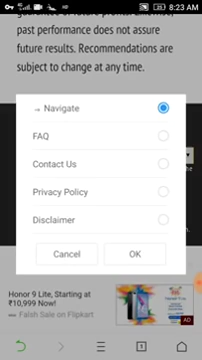 8:23 AM
past performance does not assure
future results. Recommendations are
subject to change at any time.
→ Navigate
FAQ
Contact Us
Privacy Policy
Disclaimer
Cancel
OK
Honor 9 Lite, Starting at
₹10,999 Now!
Falsh Sale on Flipkart
AD
1